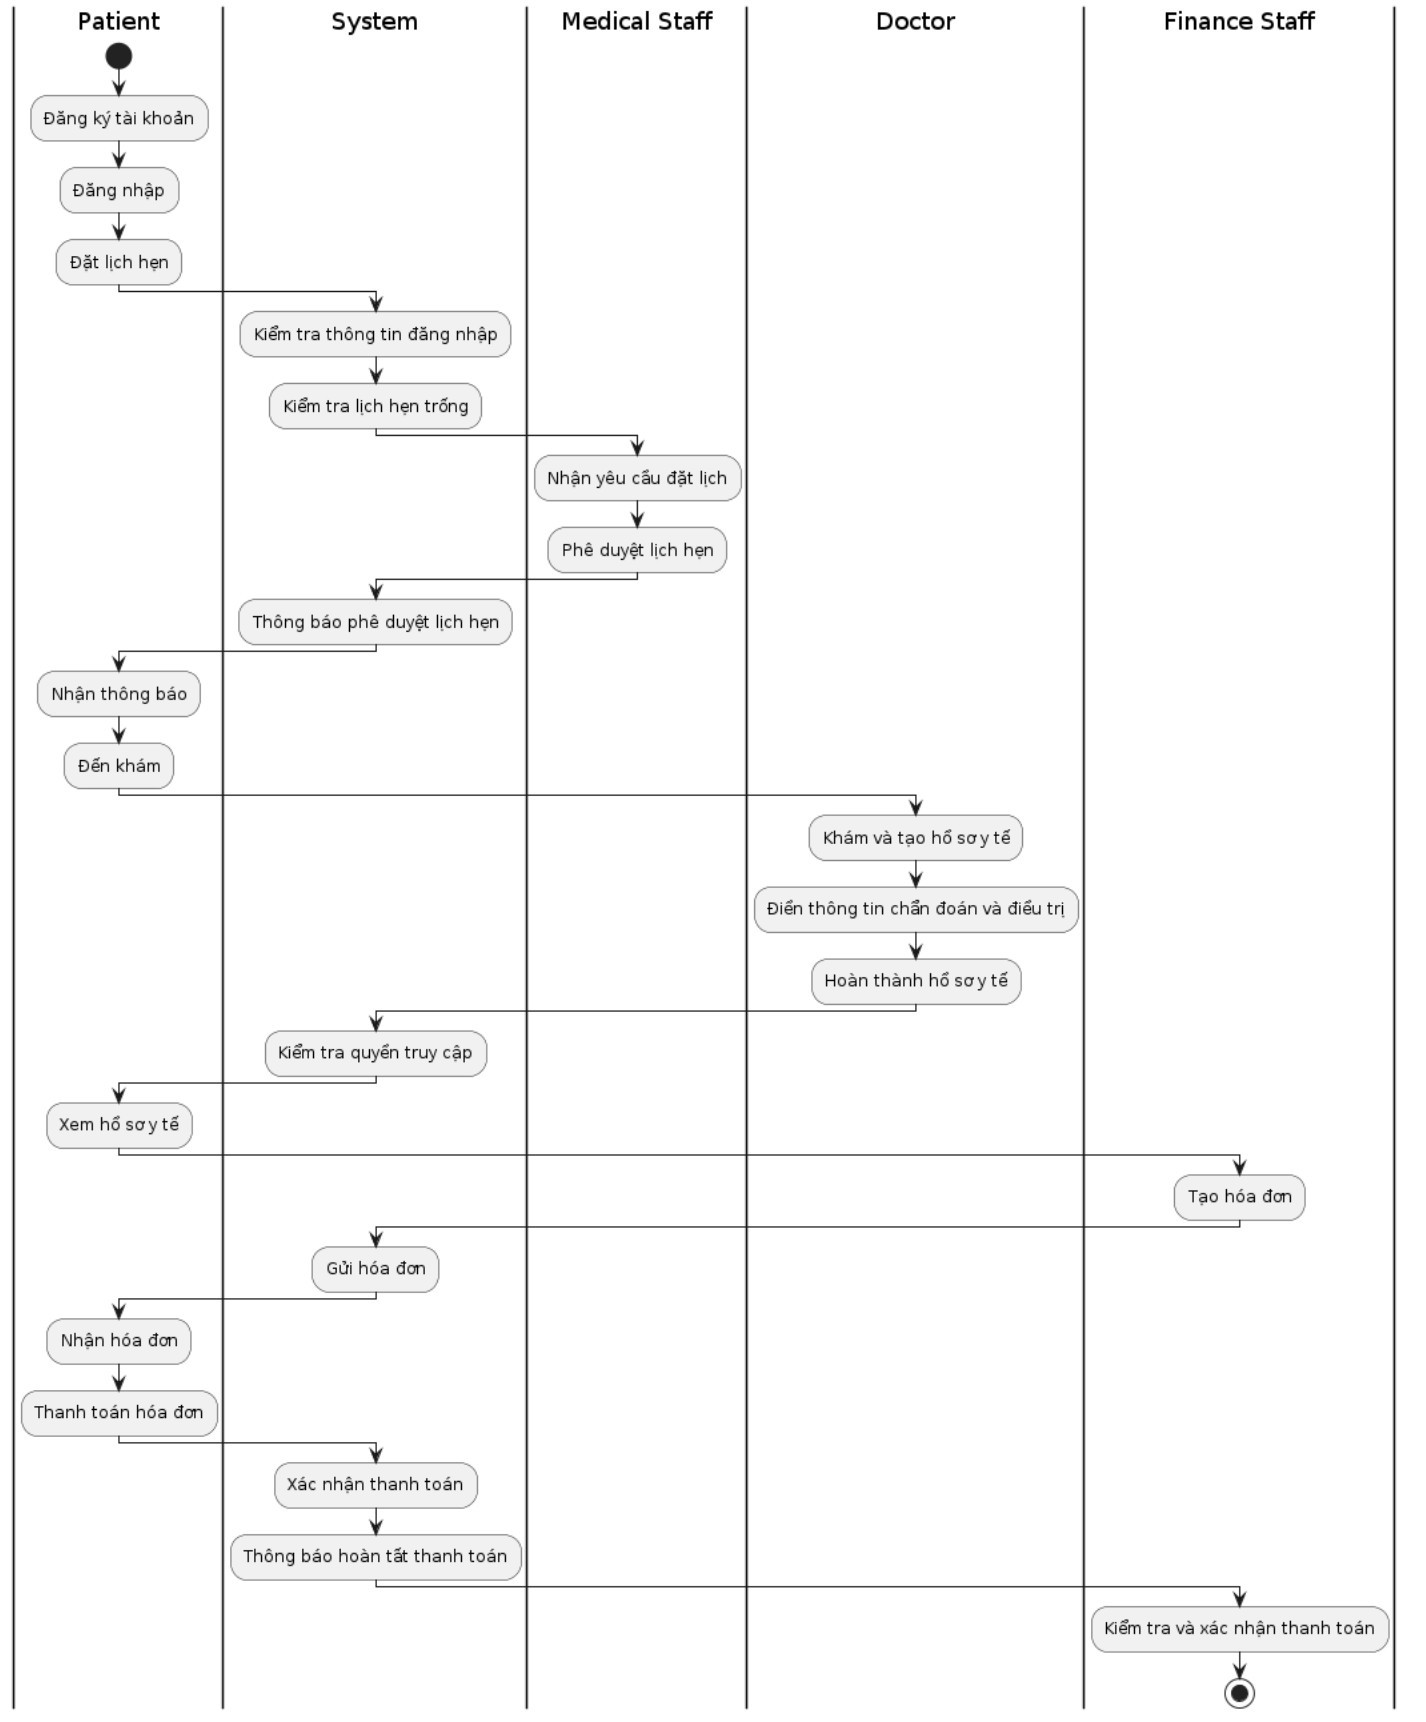 Patient
System
Medical Staff
Doctor
Finance Staff
Đăng ký tài khoản
Đăng nhập
Đặt lịch hẹn
Kiểm tra thông tin đăng nhập
Kiểm tra lịch hẹn trống
Nhận yêu cầu đặt lịch
Phê duyệt lịch hẹn
Thông báo phê duyệt lịch hẹn
Nhận thông báo
Đến khám
Khám và tạo hồ sơ y tế
Điền thông tin chẩn đoán và điều trị
Hoàn thành hồ sơ y tế
Kiểm tra quyền truy cập
Xem hồ sơ y tế
Tạo hóa đơn
Gửi hóa đơn
Nhận hóa đơn
Thanh toán hóa đơn
Xác nhận thanh toán
Thông báo hoàn tất thanh toán
Kiểm tra và xác nhận thanh toán